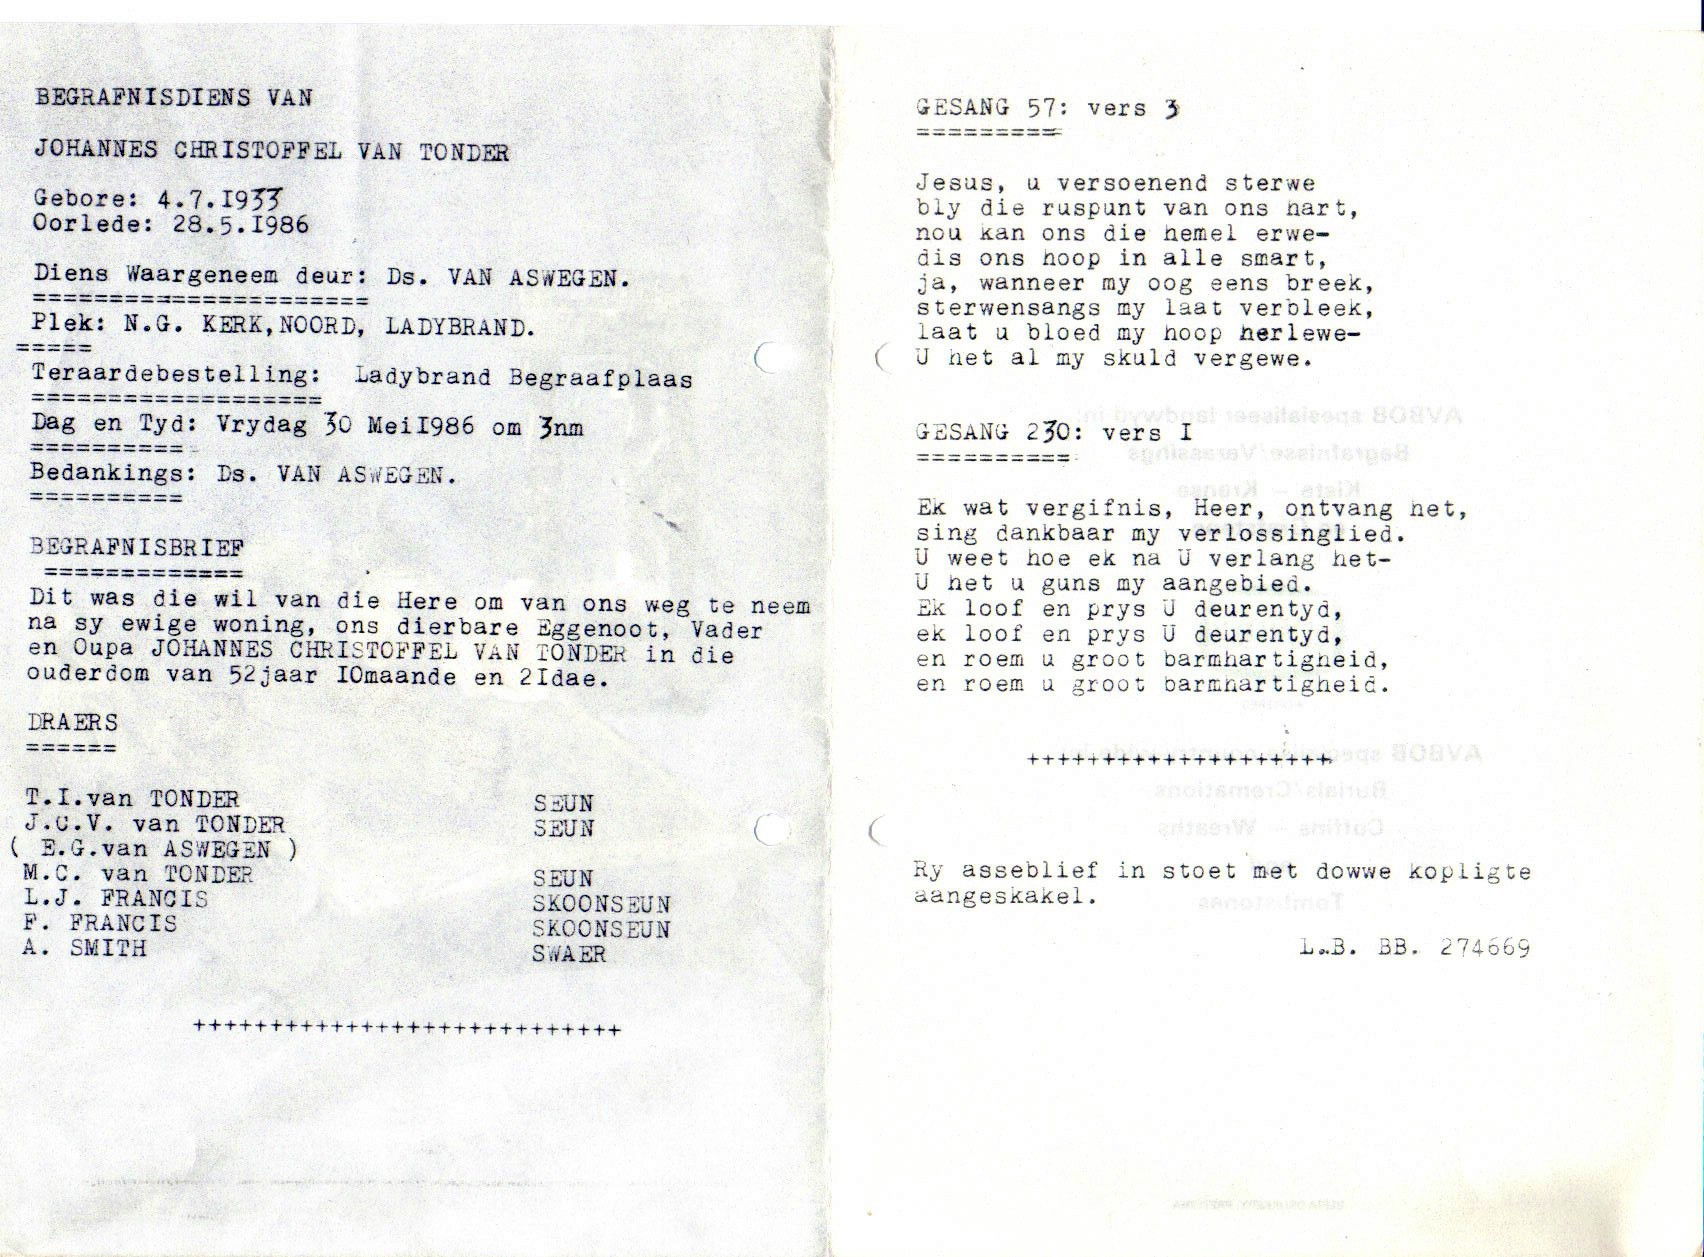 BEGRAFNISDIENS VAN
JOHANNES CHRISTOFFEL VAN TONDER
Gebore: 4.7.I933
Oorlede: 28.5.I986
Diens Waargeneem deur: Ds. VAN ASWEGEN.
======================
Plek: N.G. KERK,NOORD, LADYBRAND.
=====
Teraardebestelling: Ladybrand Begraafplaas
===================
Dag en Tyd: Vrydag 30 MeiI986 om 3nm
==========
Bedankings: Ds. VAN ASWEGEN.
==========
BEGRAFNISBRIEF
=============
Dit was die wil van die Here om van ons weg te neem
na sy ewige woning, ons dierbare Eggenoot, Vader
en Oupa JOHANNES CHRISTOFFEL VAN TONDER in die
ouderdom van 52jaar IOmaande en 2Idae.
DRAERS
======
T.I.van TONDER SEUN
J.C.V. van TONDER SEUN
( E.G.van ASWEGEN )
M.C. van TONDER SEUN
L.J. FRANCIS SKOONSEUN
F. FRANCIS SKOONSEUN
A. SMITH SWAER
++++++++++++++++++++++++++++
GESANG 57: vers 3
=========
Jesus, u versoenend sterwe
bly die ruspunt van ons hart,
nou kan ons die hemel erwe-
dis ons hoop in alle smart,
ja, wanneer my oog eens breek,
sterwensangs my laat verbleek,
laat u bloed my hoop herlewe-
U het al my skuld vergewe.
GESANG 230: vers I
==========
Ek wat vergifnis, Heer, ontvang het,
sing dankbaar my verlossinglied.
U weet hoe ek na U verlang het-
U het u guns my aangebied.
Ek loof en prys U deurentyd,
ek loof en prys U deurentyd,
en roem u groot barmhartigheid,
en roem u groot barmhartigheid.
++++++++++++++++++++
Ry asseblief in stoet met dowwe kopligte
aangeskakel.
L.B. BB. 274669